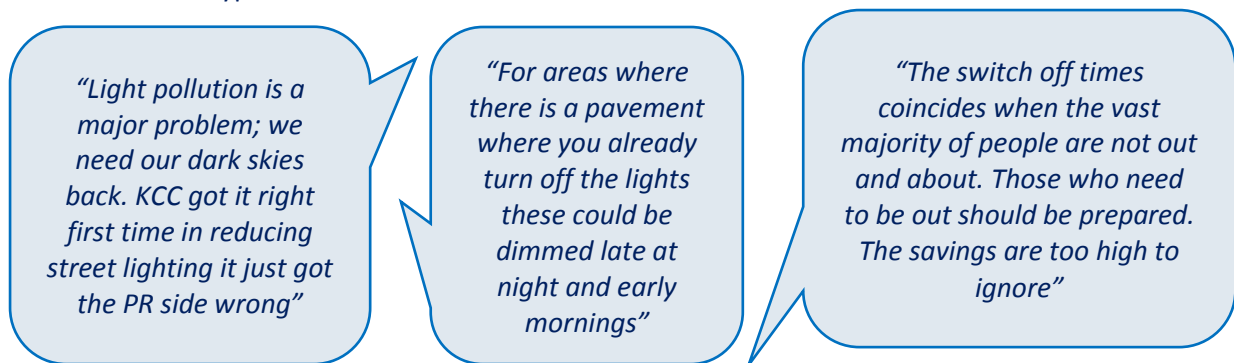 “Light pollution is a
major problem; we
need our dark skies
back. KCC got it right
first time in reducing
street lighting it just got
the PR side wrong”
“For areas where
there is a pavement
where you already
turn off the lights
these could be
dimmed late at
night and early
mornings”
“The switch off times
coincides when the vast
majority of people are not out
and about. Those who need
to be out should be prepared.
The savings are too high to
ignore”